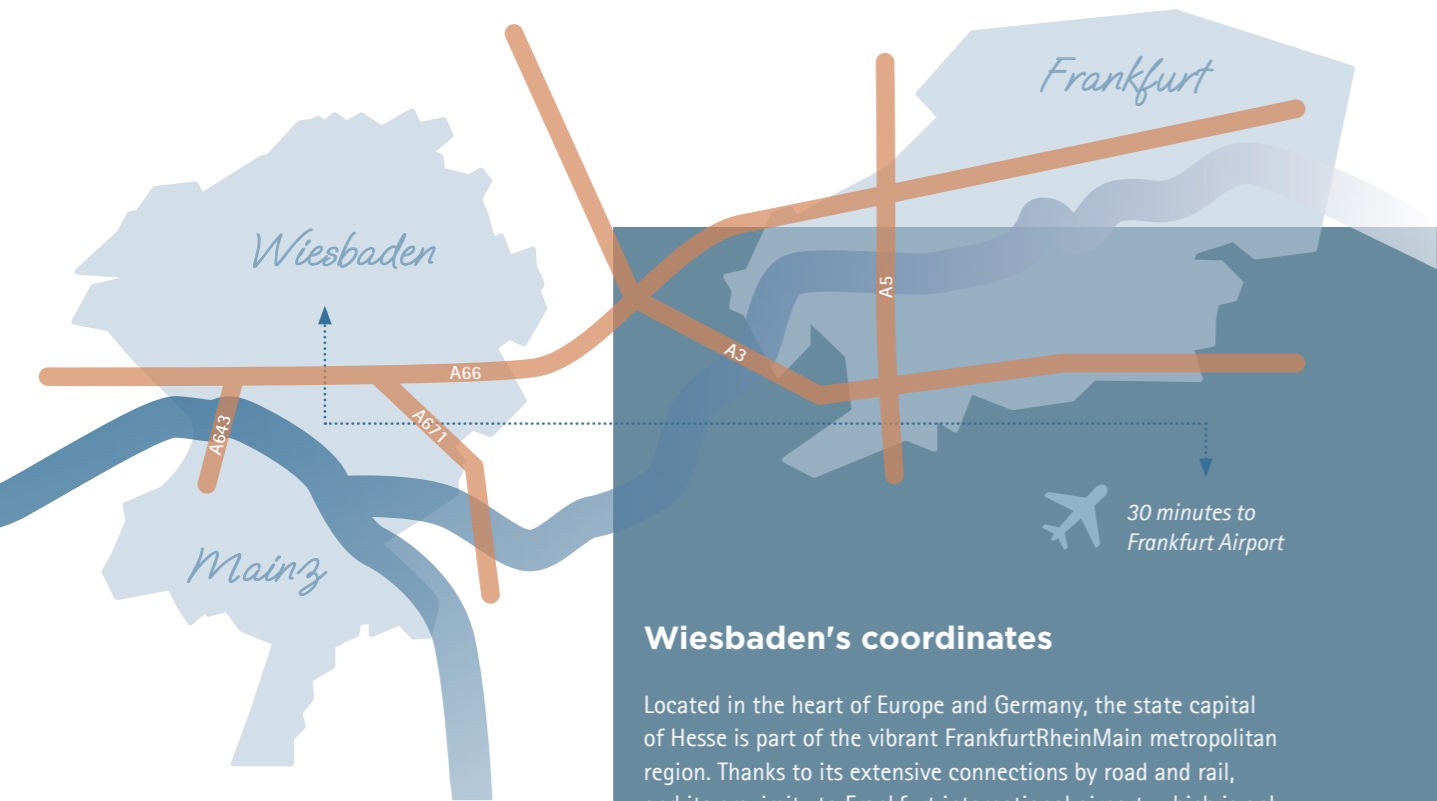 Frankfurt
Wiesbaden
A5
A3
A66
A643
A671
30 minutes to
Frankfurt Airport
Mainz
Wiesbaden's coordinates
Located in the heart of Europe and Germany, the state capital
of Hesse is part of the vibrant FrankfurtRheinMain metropolitan
region. Thanks to its extensive connections by road and rail,